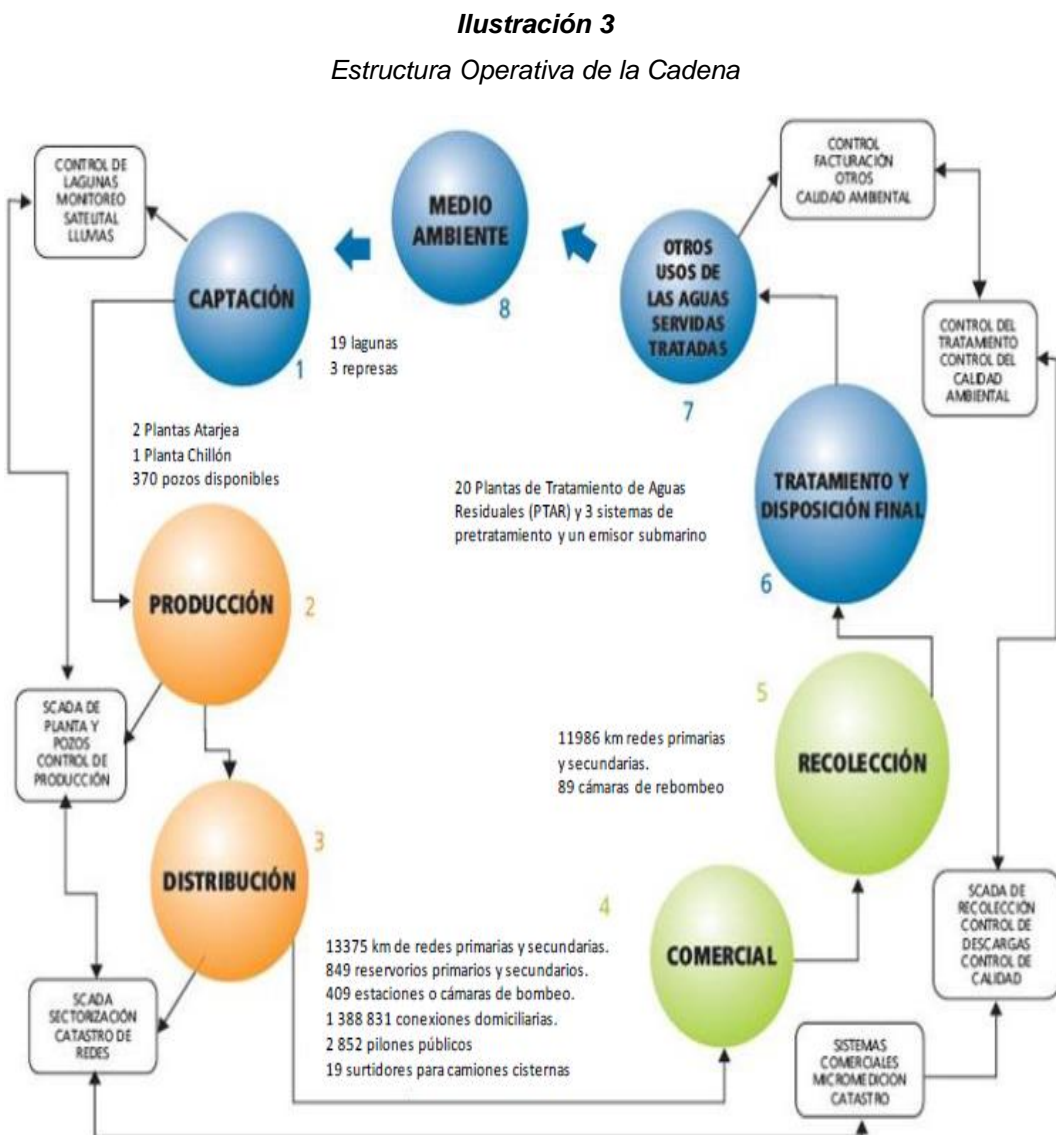 Ilustración 3
Estructura Operativa de la Cadena
CONTROL DE
LAGUNAS
MONITOREO
SATELITAL
LLUVIAS
CAPTACIÓN
1
19 lagunas
3 represas
MEDIO
AMBIENTE
8
OTROS
USOS DE
LAS AGUAS
SERVIDAS
TRATADAS
7
CONTROL
FACTURACIÓN
OTROS
CALIDAD AMBIENTAL
CONTROL DEL
TRATAMIENTO
CONTROL DEL
CALIDAD
AMBIENTAL
2 Plantas Atarjea
1 Planta Chillón
370 pozos disponibles
20 Plantas de Tratamiento de Aguas
Residuales (PTAR) y 3 sistemas de
pretratamiento y un emisor submarino
TRATAMIENTO Y
DISPOSICIÓN FINAL
6
PRODUCCIÓN
2
SCADA DE
PLANTA Y
POZOS
CONTROL DE
PRODUCCIÓN
5
RECOLECCIÓN
11986 km redes primarias
y secundarias.
89 cámaras de rebombeo
3
DISTRIBUCIÓN
4
COMERCIAL
13375 km de redes primarias y secundarias.
849 reservorios primarios y secundarios.
409 estaciones o cámaras de bombeo.
1 388 831 conexiones domiciliarias.
2 852 pilones públicos
19 surtidores para camiones cisternas
SCADA
SECTORIZACIÓN
CATASTRO DE
REDES
SCADA DE
RECOLECCIÓN
CONTROL DE
DESCARGAS
CONTROL DE
CALIDAD
SISTEMAS
COMERCIALES
MICROMEDICION
CATASTRO